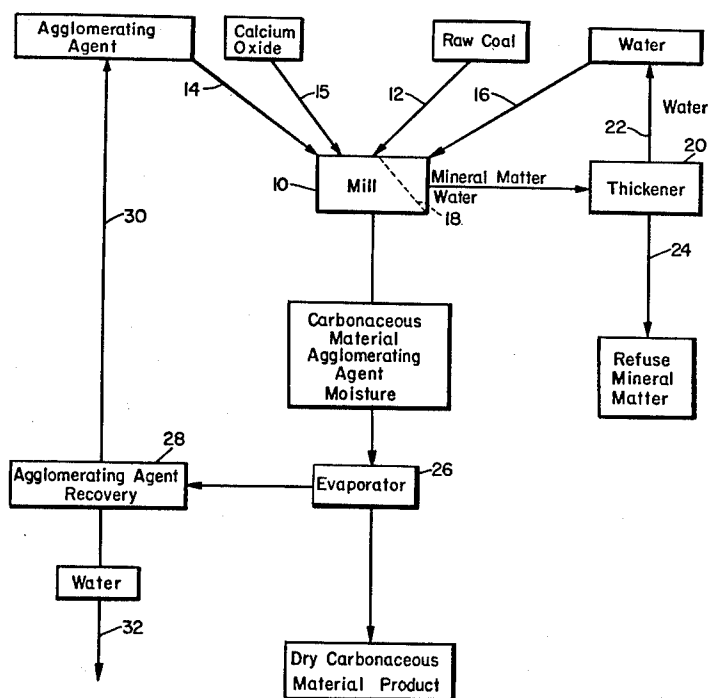 Agglomerating
Agent
Calcium
Oxide
Raw Coal
Water
14
15
12
16
22
Water
20
10
Mill
Mineral Matter
Water
18
Thickener
30
24
Carbonaceous
Material
Agglomerating
Agent
Moisture
Refuse
Mineral
Matter
28
Agglomerating Agent
Recovery
Evaporator
26
Water
32
Dry Carbonaceous
Material Product